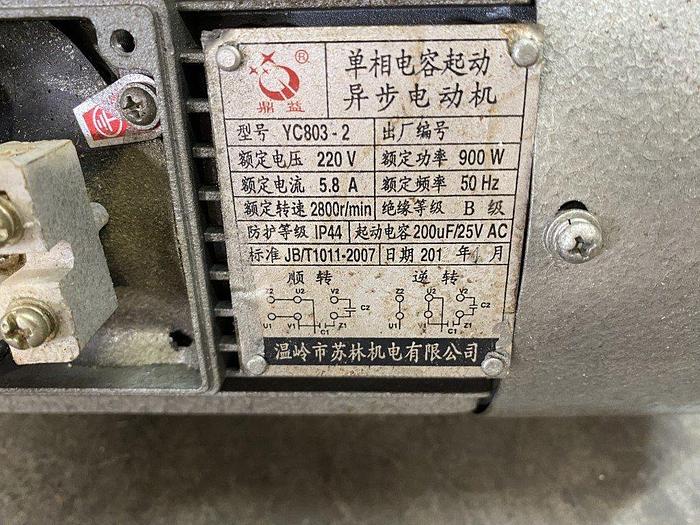 ®
鼎益
单相电容起动
异步电动机
型号 YC803-2 出厂编号
额定电压 220 V 额定功率 900 W
额定电流 5.8 A 额定频率 50 Hz
额定转速 2800r/min 绝缘等级 B 级
防护等级 IP44 起动电容 200uF/25V AC
标准 JB/T1011-2007 日期 201 年 月
顺转 逆转
Z2 U2 V2 Z2 U2 V2
C2 C2
U1 V1 C1 Z1 U1 V1 C1 Z1
温岭市苏林机电有限公司